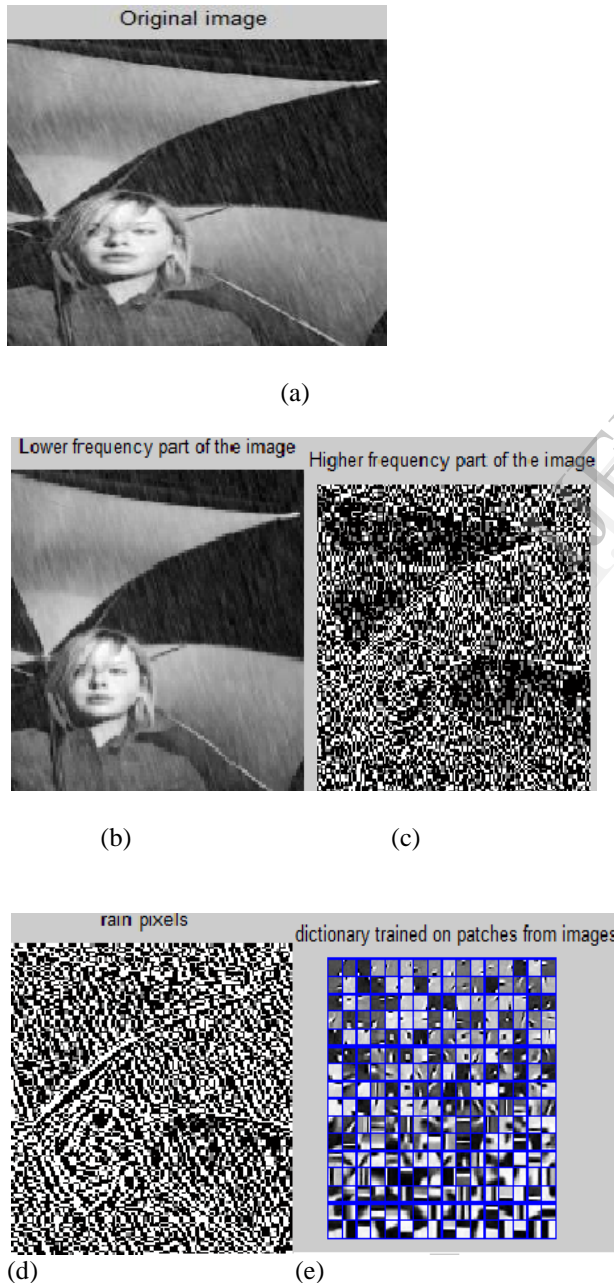 Original image
(a)
Lower frequency part of the image
Higher frequency part of the image
(b) (c)
rain pixels
dictionary trained on patches from images
(d) (e)